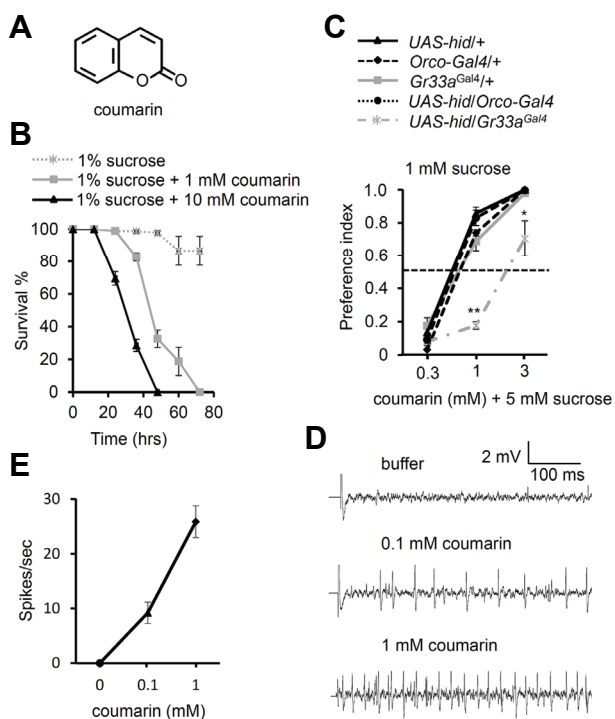 A
O
O
coumarin
B
1% sucrose
1% sucrose + 1 mM coumarin
1% sucrose + 10 mM coumarin
100
80
60
40
20
0
Survival %
0 20 40 60 80
Time (hrs)
C
UAS-hid/+
Orco-Gal4/+
Gr33aGal4/+
UAS-hid/Orco-Gal4
UAS-hid/Gr33aGal4
1 mM sucrose
1.0
0.8
0.6
0.4
0.2
0
Preference index
*
**
0.3 1 3
coumarin (mM) + 5 mM sucrose
D
buffer
2 mV
100 ms
0.1 mM coumarin
1 mM coumarin
E
30
20
10
0
Spikes/sec
0 0.1 1
coumarin (mM)